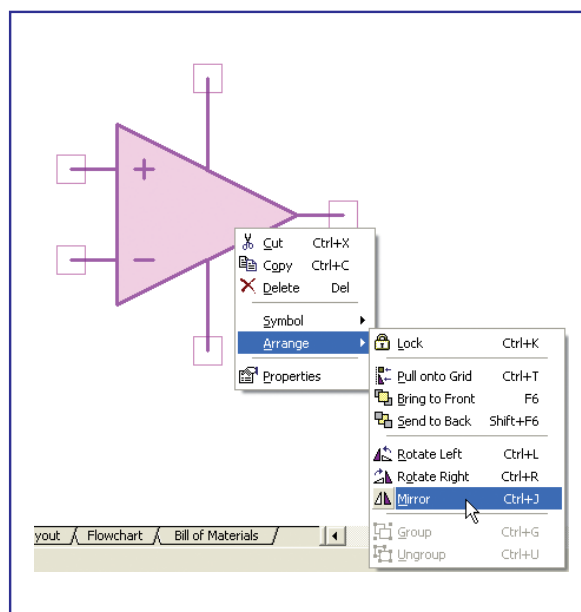 +
−
Cut Ctrl+X
Copy Ctrl+C
Delete Del
Symbol
Arrange
Properties
Lock Ctrl+K
Pull onto Grid Ctrl+T
Bring to Front F6
Send to Back Shift+F6
Rotate Left Ctrl+L
Rotate Right Ctrl+R
Mirror Ctrl+J
Group Ctrl+G
Ungroup Ctrl+U
yout / Flowchart / Bill of Materials /